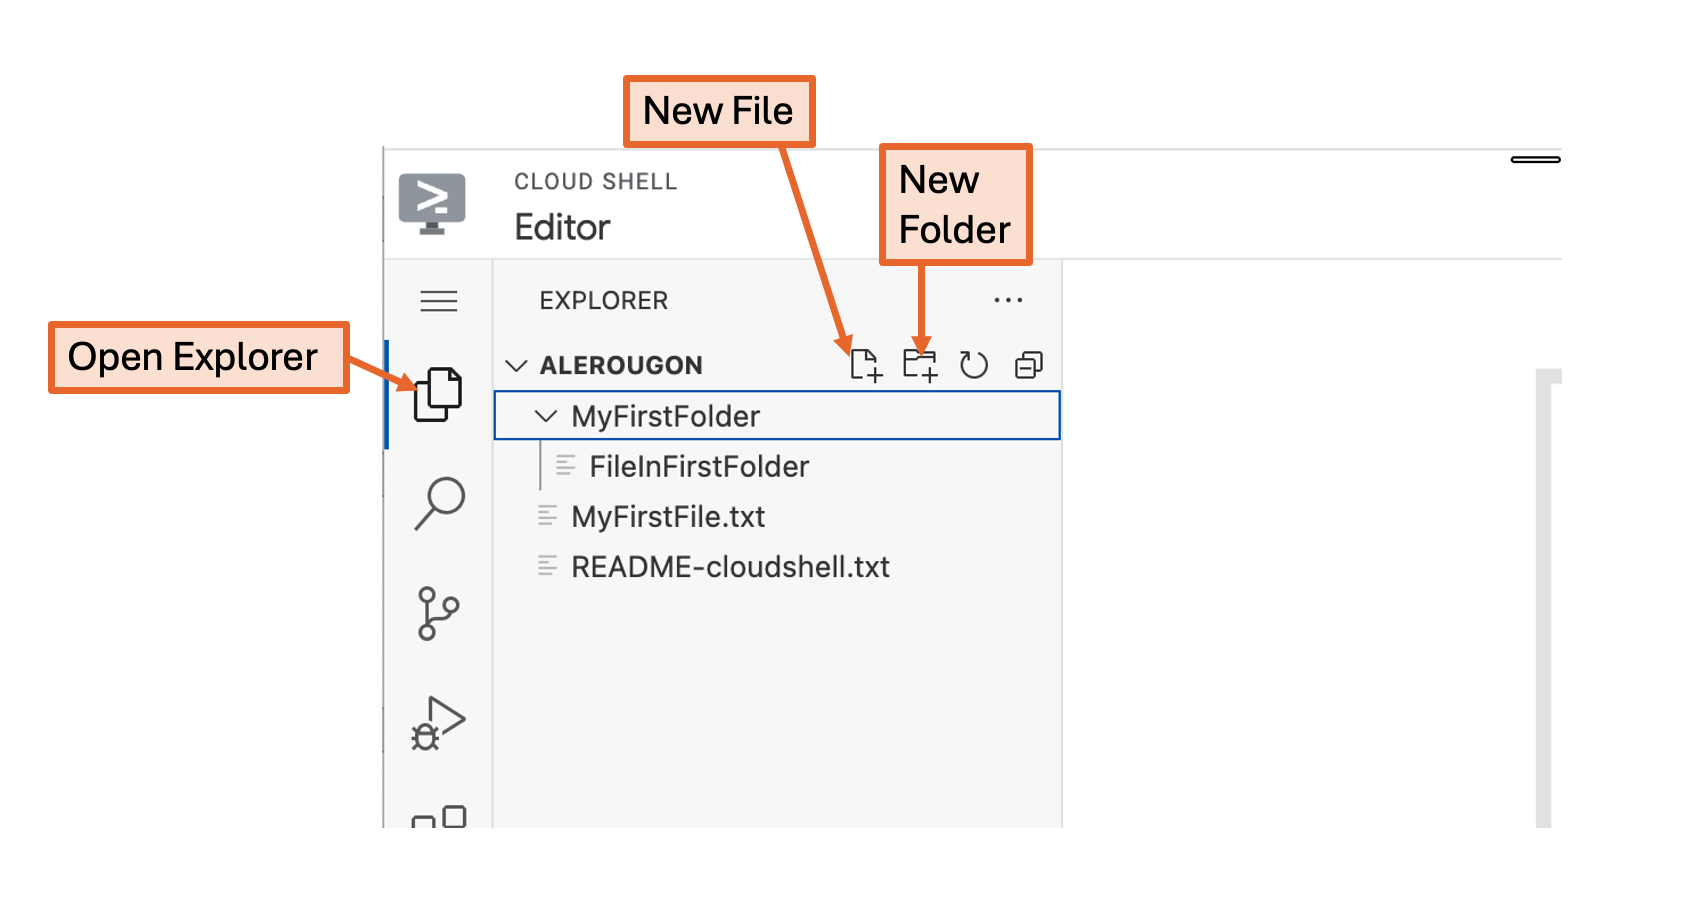 New File
New
Folder
CLOUD SHELL
Editor
EXPLORER
Open Explorer
ALEROUGON
MyFirstFolder
FileInFirstFolder
MyFirstFile.txt
README-cloudshell.txt